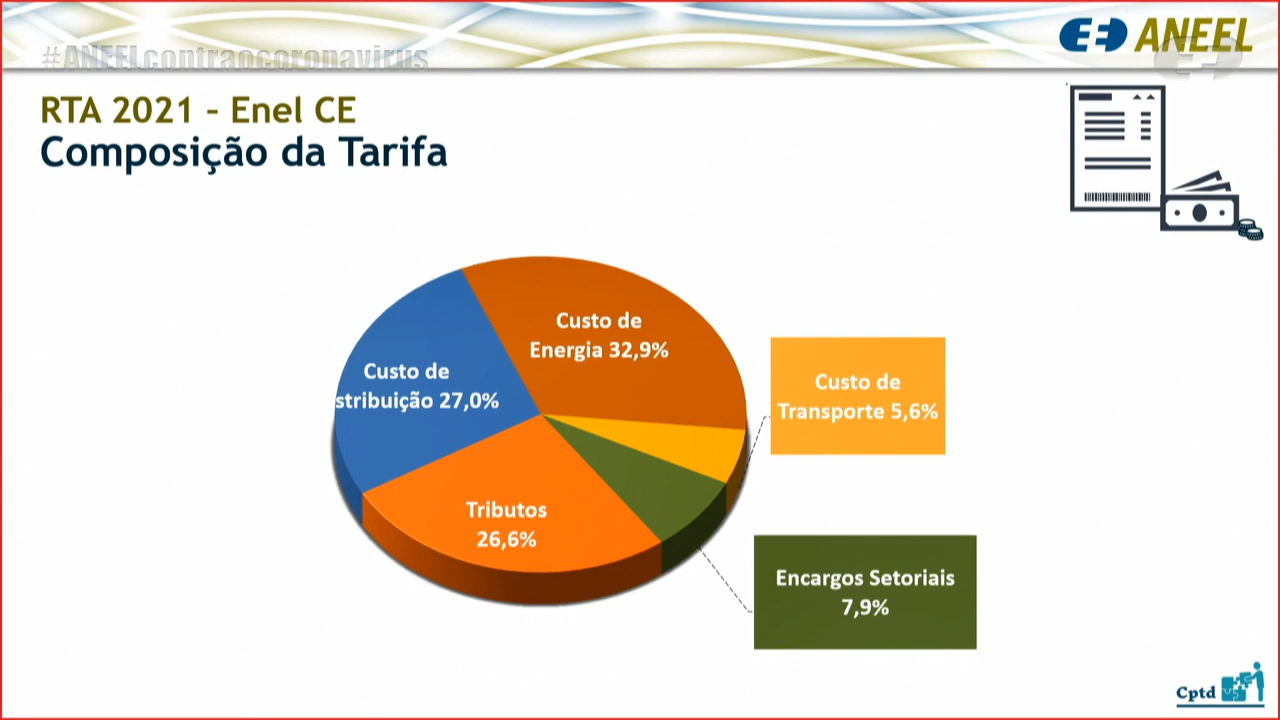 #ANEELcontraocoronavirus
ANEEL
RTA 2021 – Enel CE
Composição da Tarifa
Custo de
Energia 32,9%
Custo de
stribuição 27,0%
Custo de
Transporte 5,6%
Tributos
26,6%
Encargos Setoriais
7,9%
Cptd